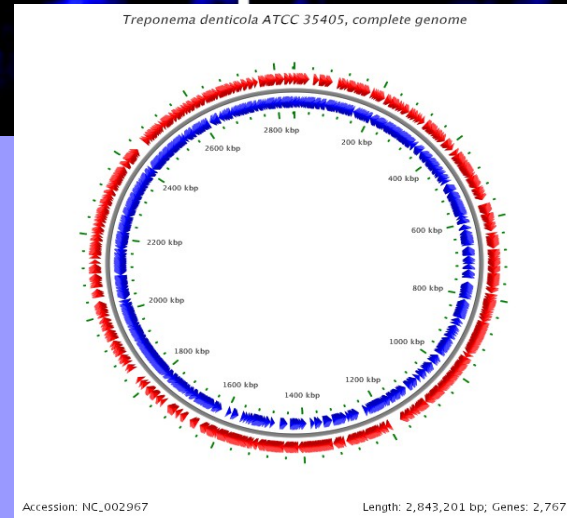 Treponema denticola ATCC 35405, complete genome
2800 kbp
200 kbp
400 kbp
600 kbp
800 kbp
1000 kbp
1200 kbp
1400 kbp
1600 kbp
1800 kbp
2000 kbp
2200 kbp
2400 kbp
2600 kbp
Accession: NC_002967
Length: 2,843,201 bp; Genes: 2,767